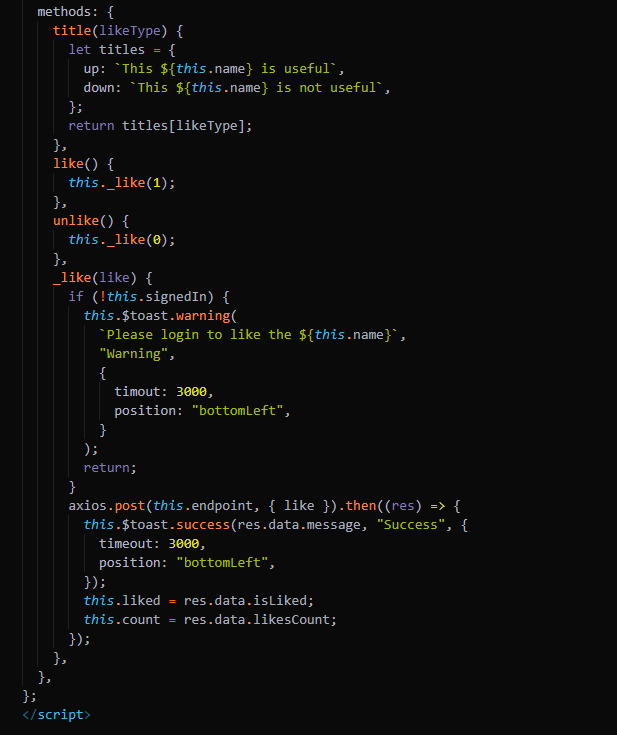 methods: {
title(likeType) {
let titles = {
up: `This ${this.name} is useful`,
down: `This ${this.name} is not useful`,
};
return titles[likeType];
},
like() {
this._like(1);
},
unlike() {
this._like(0);
},
_like(like) {
if (!this.signedIn) {
this.$toast.warning(
`Please login to like the ${this.name}`,
"Warning",
{
timout: 3000,
position: "bottomLeft",
}
);
return;
}
axios.post(this.endpoint, { like }).then((res) => {
this.$toast.success(res.data.message, "Success", {
timeout: 3000,
position: "bottomLeft",
});
this.liked = res.data.isLiked;
this.count = res.data.likesCount;
});
},
},
};
</script>